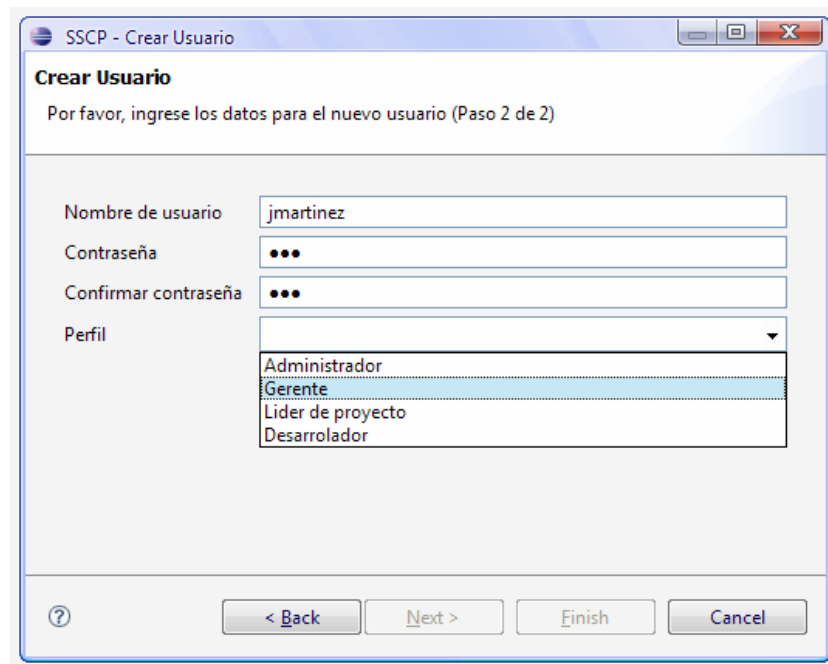 SSCP - Crear Usuario
Crear Usuario
Por favor, ingrese los datos para el nuevo usuario (Paso 2 de 2)
Nombre de usuario jmartinez
Contraseña •••
Confirmar contraseña •••
Perfil
Administrador
Gerente
Lider de proyecto
Desarrolador
? < Back Next > Finish Cancel